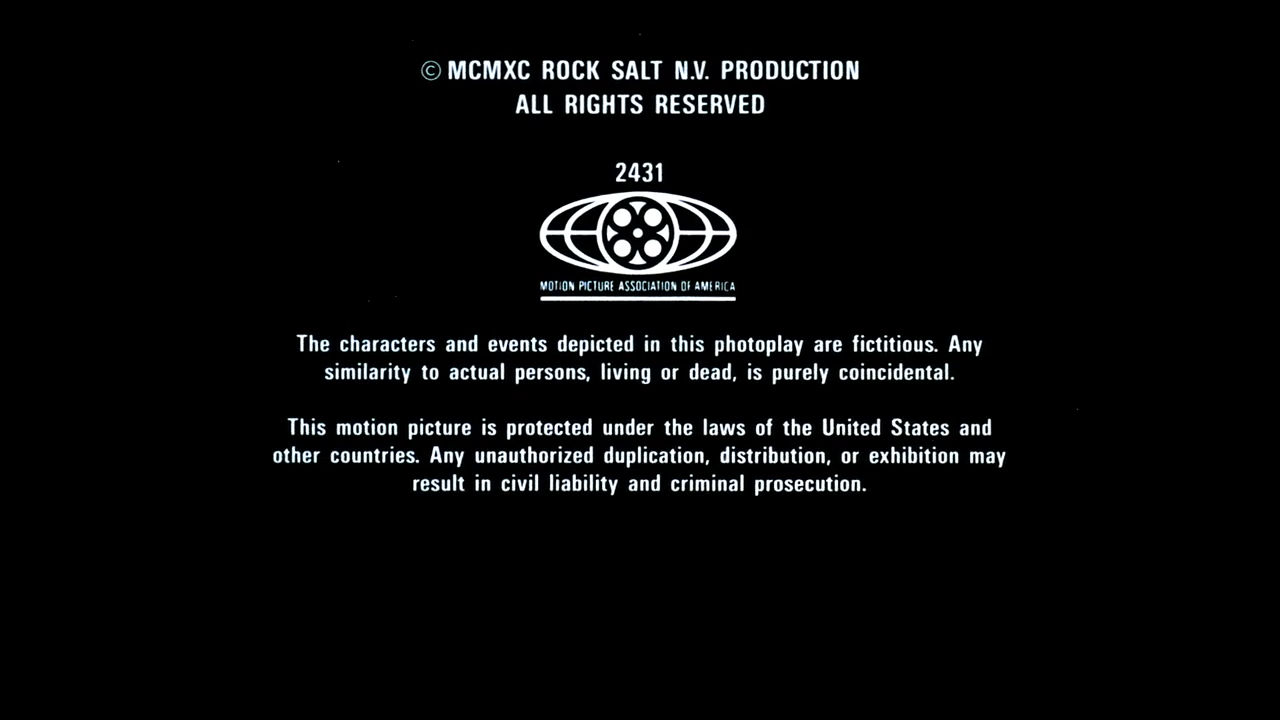 © MCMXC ROCK SALT N.V. PRODUCTION
ALL RIGHTS RESERVED
2431
MOTION PICTURE ASSOCIATION OF AMERICA
The characters and events depicted in this photoplay are fictitious. Any
similarity to actual persons, living or dead, is purely coincidental.
This motion picture is protected under the laws of the United States and
other countries. Any unauthorized duplication, distribution, or exhibition may
result in civil liability and criminal prosecution.